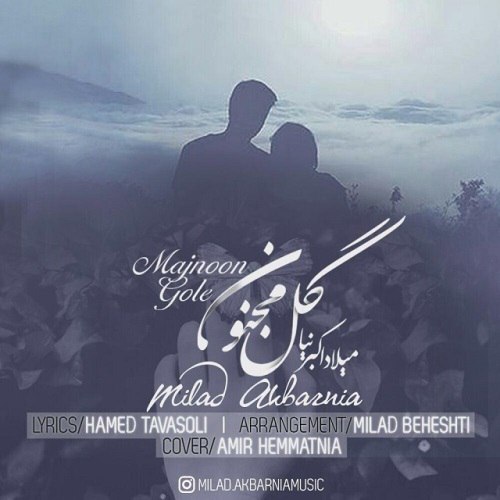 Majnoon
Gole
گل مجنون
میلاد اکبرنیا
Milad Akbarnia
LYRICS/HAMED TAVASOLI | ARRANGEMENT/MILAD BEHESHTI
COVER/AMIR HEMMATNIA
MILAD.AKBARNIAMUSIC